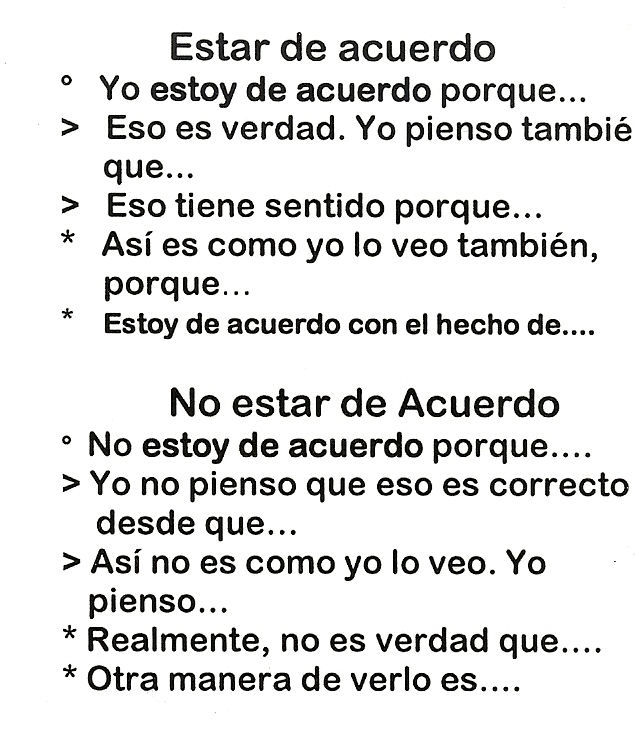 Estar de acuerdo
° Yo estoy de acuerdo porque...
> Eso es verdad. Yo pienso tambié
que...
> Eso tiene sentido porque...
* Así es como yo lo veo también,
porque...
* Estoy de acuerdo con el hecho de....
No estar de Acuerdo
° No estoy de acuerdo porque....
> Yo no pienso que eso es correcto
desde que...
> Así no es como yo lo veo. Yo
pienso...
* Realmente, no es verdad que....
* Otra manera de verlo es....